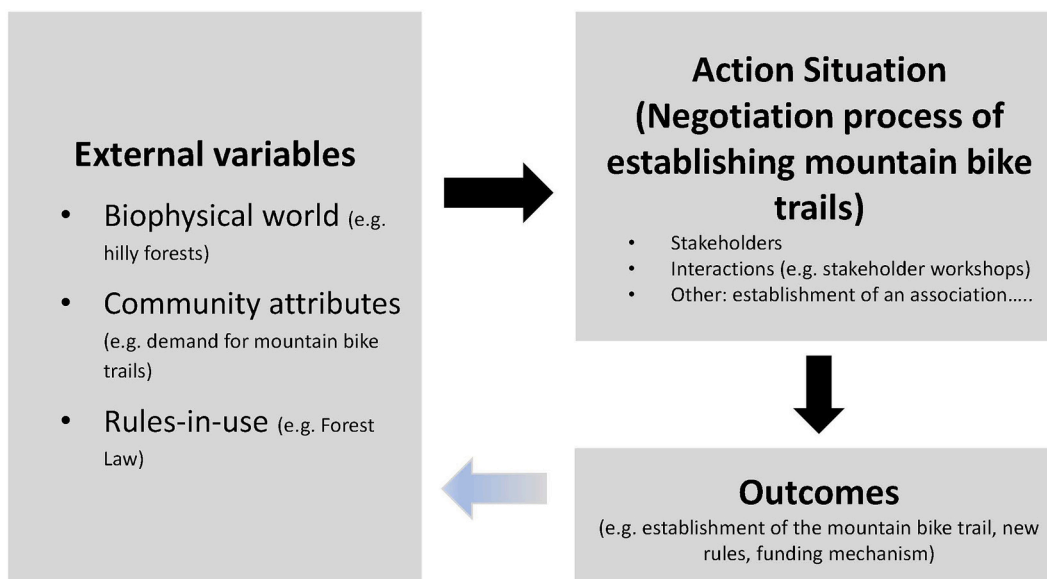 External variables
• Biophysical world (e.g.
hilly forests)
• Community attributes
(e.g. demand for mountain bike
trails)
• Rules-in-use (e.g. Forest
Law)
Action Situation
(Negotiation process of
establishing mountain bike
trails)
• Stakeholders
• Interactions (e.g. stakeholder workshops)
• Other: establishment of an association…..
Outcomes
(e.g. establishment of the mountain bike trail, new
rules, funding mechanism)